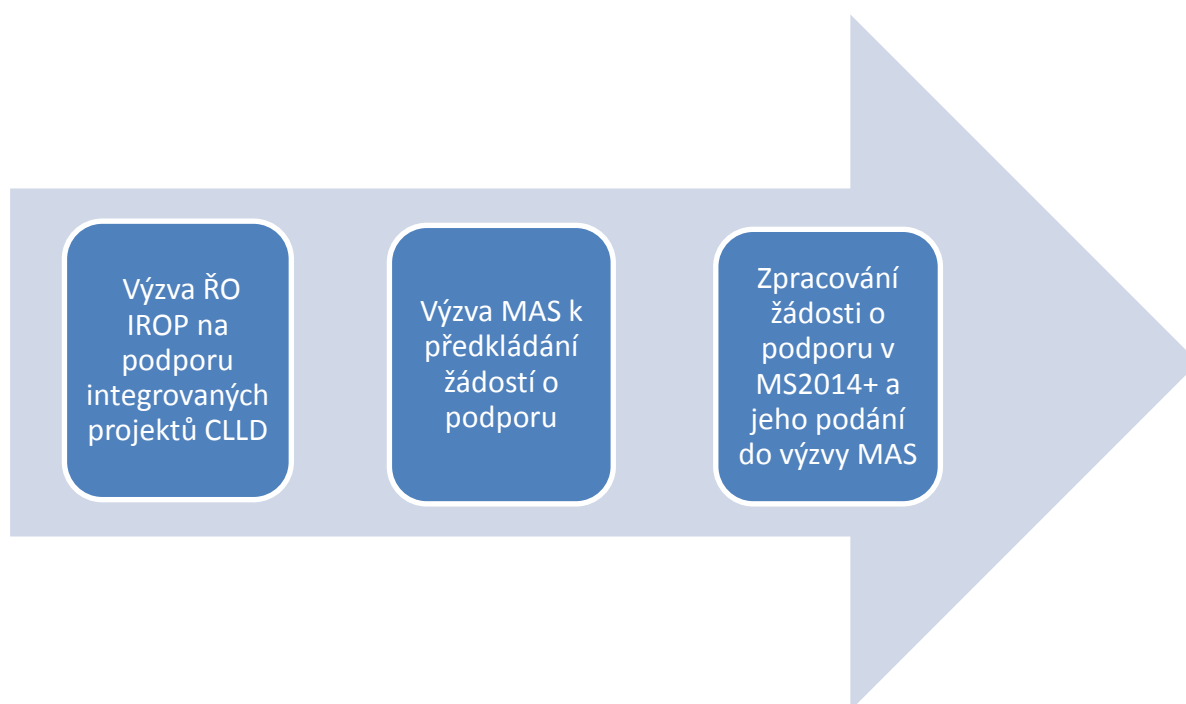 Výzva ŘO
IROP na
podporu
integrovaných
projektů CLLD
Výzva MAS k
předkládání
žádostí o
podporu
Zpracování
žádosti o
podporu v
MS2014+ a
jeho podání
do výzvy MAS